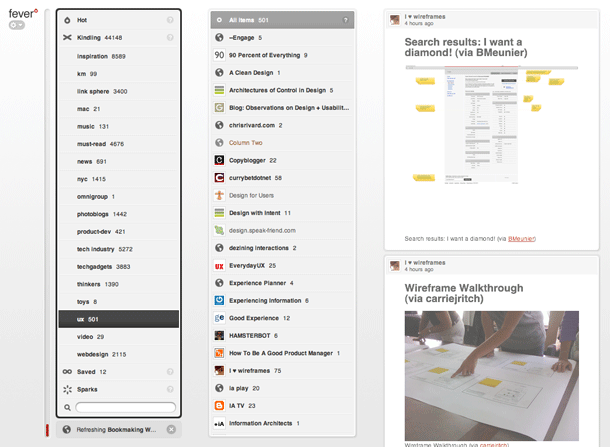 fever°
Hot
Kindling 44148
inspiration 8589
km 99
link sphere 3400
mac 21
music 131
must-read 4676
news 691
nyc 1415
omnigroup 1
photoblogs 1442
product-dev 421
tech industry 5272
techgadgets 3883
thinkers 1390
toys 8
ux 501
video 29
webdesign 2115
Saved 12
Sparks
Refreshing Bookmaking W...
All Items 501
~Engage 5
90 Percent of Everything 9
A Clean Design 1
Architectures of Control in Design 5
Blog: Observations on Design + Usabilit...
chrisrivard.com 2
Column Two
Copyblogger 22
currybetdotnet 58
Design for Users
Design with Intent 11
design.speak-friend.com
dezining interactions 2
EverydayUX 25
Experience Planner 4
Experiencing Information 6
Good Experience 12
HAMSTERBOT 6
How To Be A Good Product Manager 1
I ♥ wireframes 75
ia play 20
IA TV 23
Information Architects 1
I ♥ wireframes
4 hours ago
Search results: I want a
diamond! (via BMeunier)
Search results: I want a diamond! (via BMeunier)
I ♥ wireframes
4 hours ago
Wireframe Walkthrough
(via carriejritch)
Wireframe Walkthrough (via carriejritch)